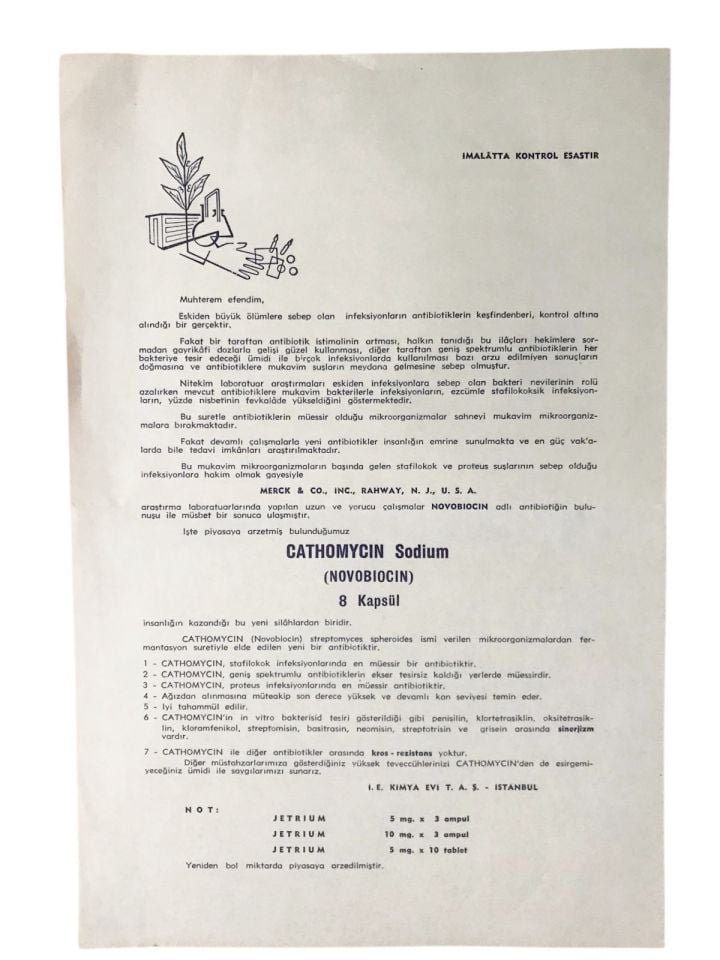 IMALÂTTA KONTROL ESASTIR
Muhterem efendim,
Eskiden büyük ölümlere sebep olan infeksiyonların antibiotiklerin keşfindenberi, kontrol altına
alındığı bir gerçektir.
Fakat bir taraftan antibiotik istimalinin artması, halkın tanıdığı bu ilâçları hekimlere sor-
madan gayrikâfi dozlarla gelişi güzel kullanması, diğer taraftan geniş spektrumlu antibiotiklerin her
bakteriye tesir edeceği ümidi ile birçok infeksiyonlarda kullanılması bazı arzu edilmiyen sonuçların
doğmasına ve antibiotiklere mukavim suşların meydana gelmesine sebep olmuştur.
Nitekim laboratuar araştırmaları eskiden infeksiyonlara sebep olan bakteri nevilerinin rolü
azalırken mevcut antibiotiklere mukavim bakterilerle infeksiyonların, ezcümle stafilokoksik infeksiyon-
ların, yüzde nisbetinin fevkalâde yükseldiğini göstermektedir.
Bu suretle antibiotiklerin müessir olduğu mikroorganizmalar sahneyi mukavim mikroorganiz-
malara bırakmaktadır.
Fakat devamlı çalışmalarla yeni antibiotikler insanlığın emrine sunulmakta ve en güç vak'a-
larda bile tedavi imkânları araştırılmaktadır.
Bu mukavim mikroorganizmaların başında gelen stafilokok ve proteus suşlarının sebep olduğu
infeksiyonlara hakim olmak gayesiyle
MERCK & CO., INC., RAHWAY, N. J., U. S. A.
araştırma laboratuarlarında yapılan uzun ve yorucu çalışmalar NOVOBIOCIN adlı antibiotiğin bulu-
nuşu ile müsbet bir sonuca ulaşmıştır.
İşte piyasaya arzetmiş bulunduğumuz
CATHOMYCIN Sodium
(NOVOBIOCIN)
8 Kapsül
insanlığın kazandığı bu yeni silâhlardan biridir.
CATHOMYCIN (Novobiocin) streptomyces spheroides ismi verilen mikroorganizmalardan fer-
mantasyon suretiyle elde edilen yeni bir antibiotiktir.
1 - CATHOMYCIN, stafilokok infeksiyonlarında en müessir bir antibiotiktir.
2 - CATHOMYCIN, geniş spektrumlu antibiotiklerin ekser tesirsiz kaldığı yerlerde müessirdir.
3 - CATHOMYCIN, proteus infeksiyonlarında en müessir antibiotiktir.
4 - Ağızdan alınmasına müteakip son derece yüksek ve devamlı kan seviyesi temin eder.
5 - İyi tahammül edilir.
6 - CATHOMYCIN'in in vitro bakterisid tesiri gösterildiği gibi penisilin, klortetrasiklin, oksitetrasik-
lin, kloramfenikol, streptomisin, basitrasin, neomisin, streptotrisin ve grisein arasında sinerjizm
vardır.
7 - CATHOMYCIN ile diğer antibiotikler arasında kros - rezistans yoktur.
Diğer müstahzarlarımıza gösterdiğiniz yüksek teveccühlerinizi CATHOMYCIN'den de esirgemi-
yeceğiniz ümidi ile saygılarımızı sunarız.
I. E. KIMYA EVI T. A. Ş. - ISTANBUL
NOT:
JETRIUM 5 mg. x 3 ampul
JETRIUM 10 mg. x 3 ampul
JETRIUM 5 mg. x 10 tablet
Yeniden bol miktarda piyasaya arzedilmiştir.